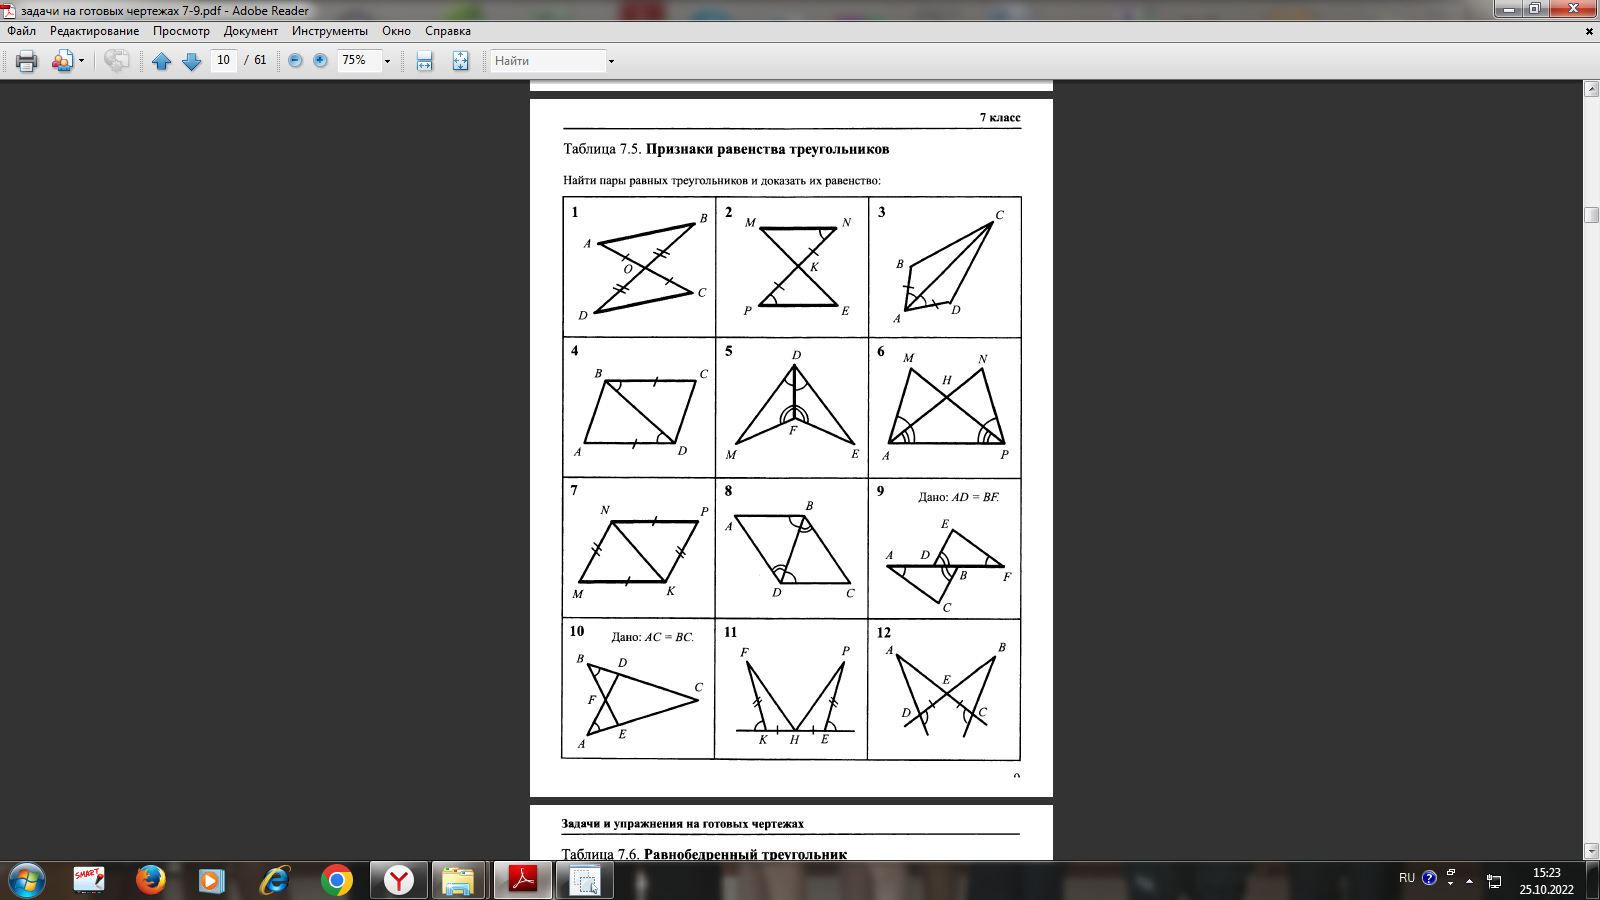 задачи на готовых чертежах 7-9.pdf - Adobe Reader
Файл Редактирование Просмотр Документ Инструменты Окно Справка
10 / 61 75% Найти
7 класс
Таблица 7.5. Признаки равенства треугольников
Найти пары равных треугольников и доказать их равенство:
1 A B O C D
2 M N K P E
3 C B A D
4 B C A D
5 D F M E
6 M N H A P
7 N P M K
8 A B D C
9 Дано: AD = BF.
E A D B F C
10 Дано: AC = BC.
B D C F A E
11 F P K H E
12 A B E D C
Задачи и упражнения на готовых чертежах
Таблица 7.6. Равнобедренный треугольник
SMART
RU 15:23
25.10.2022